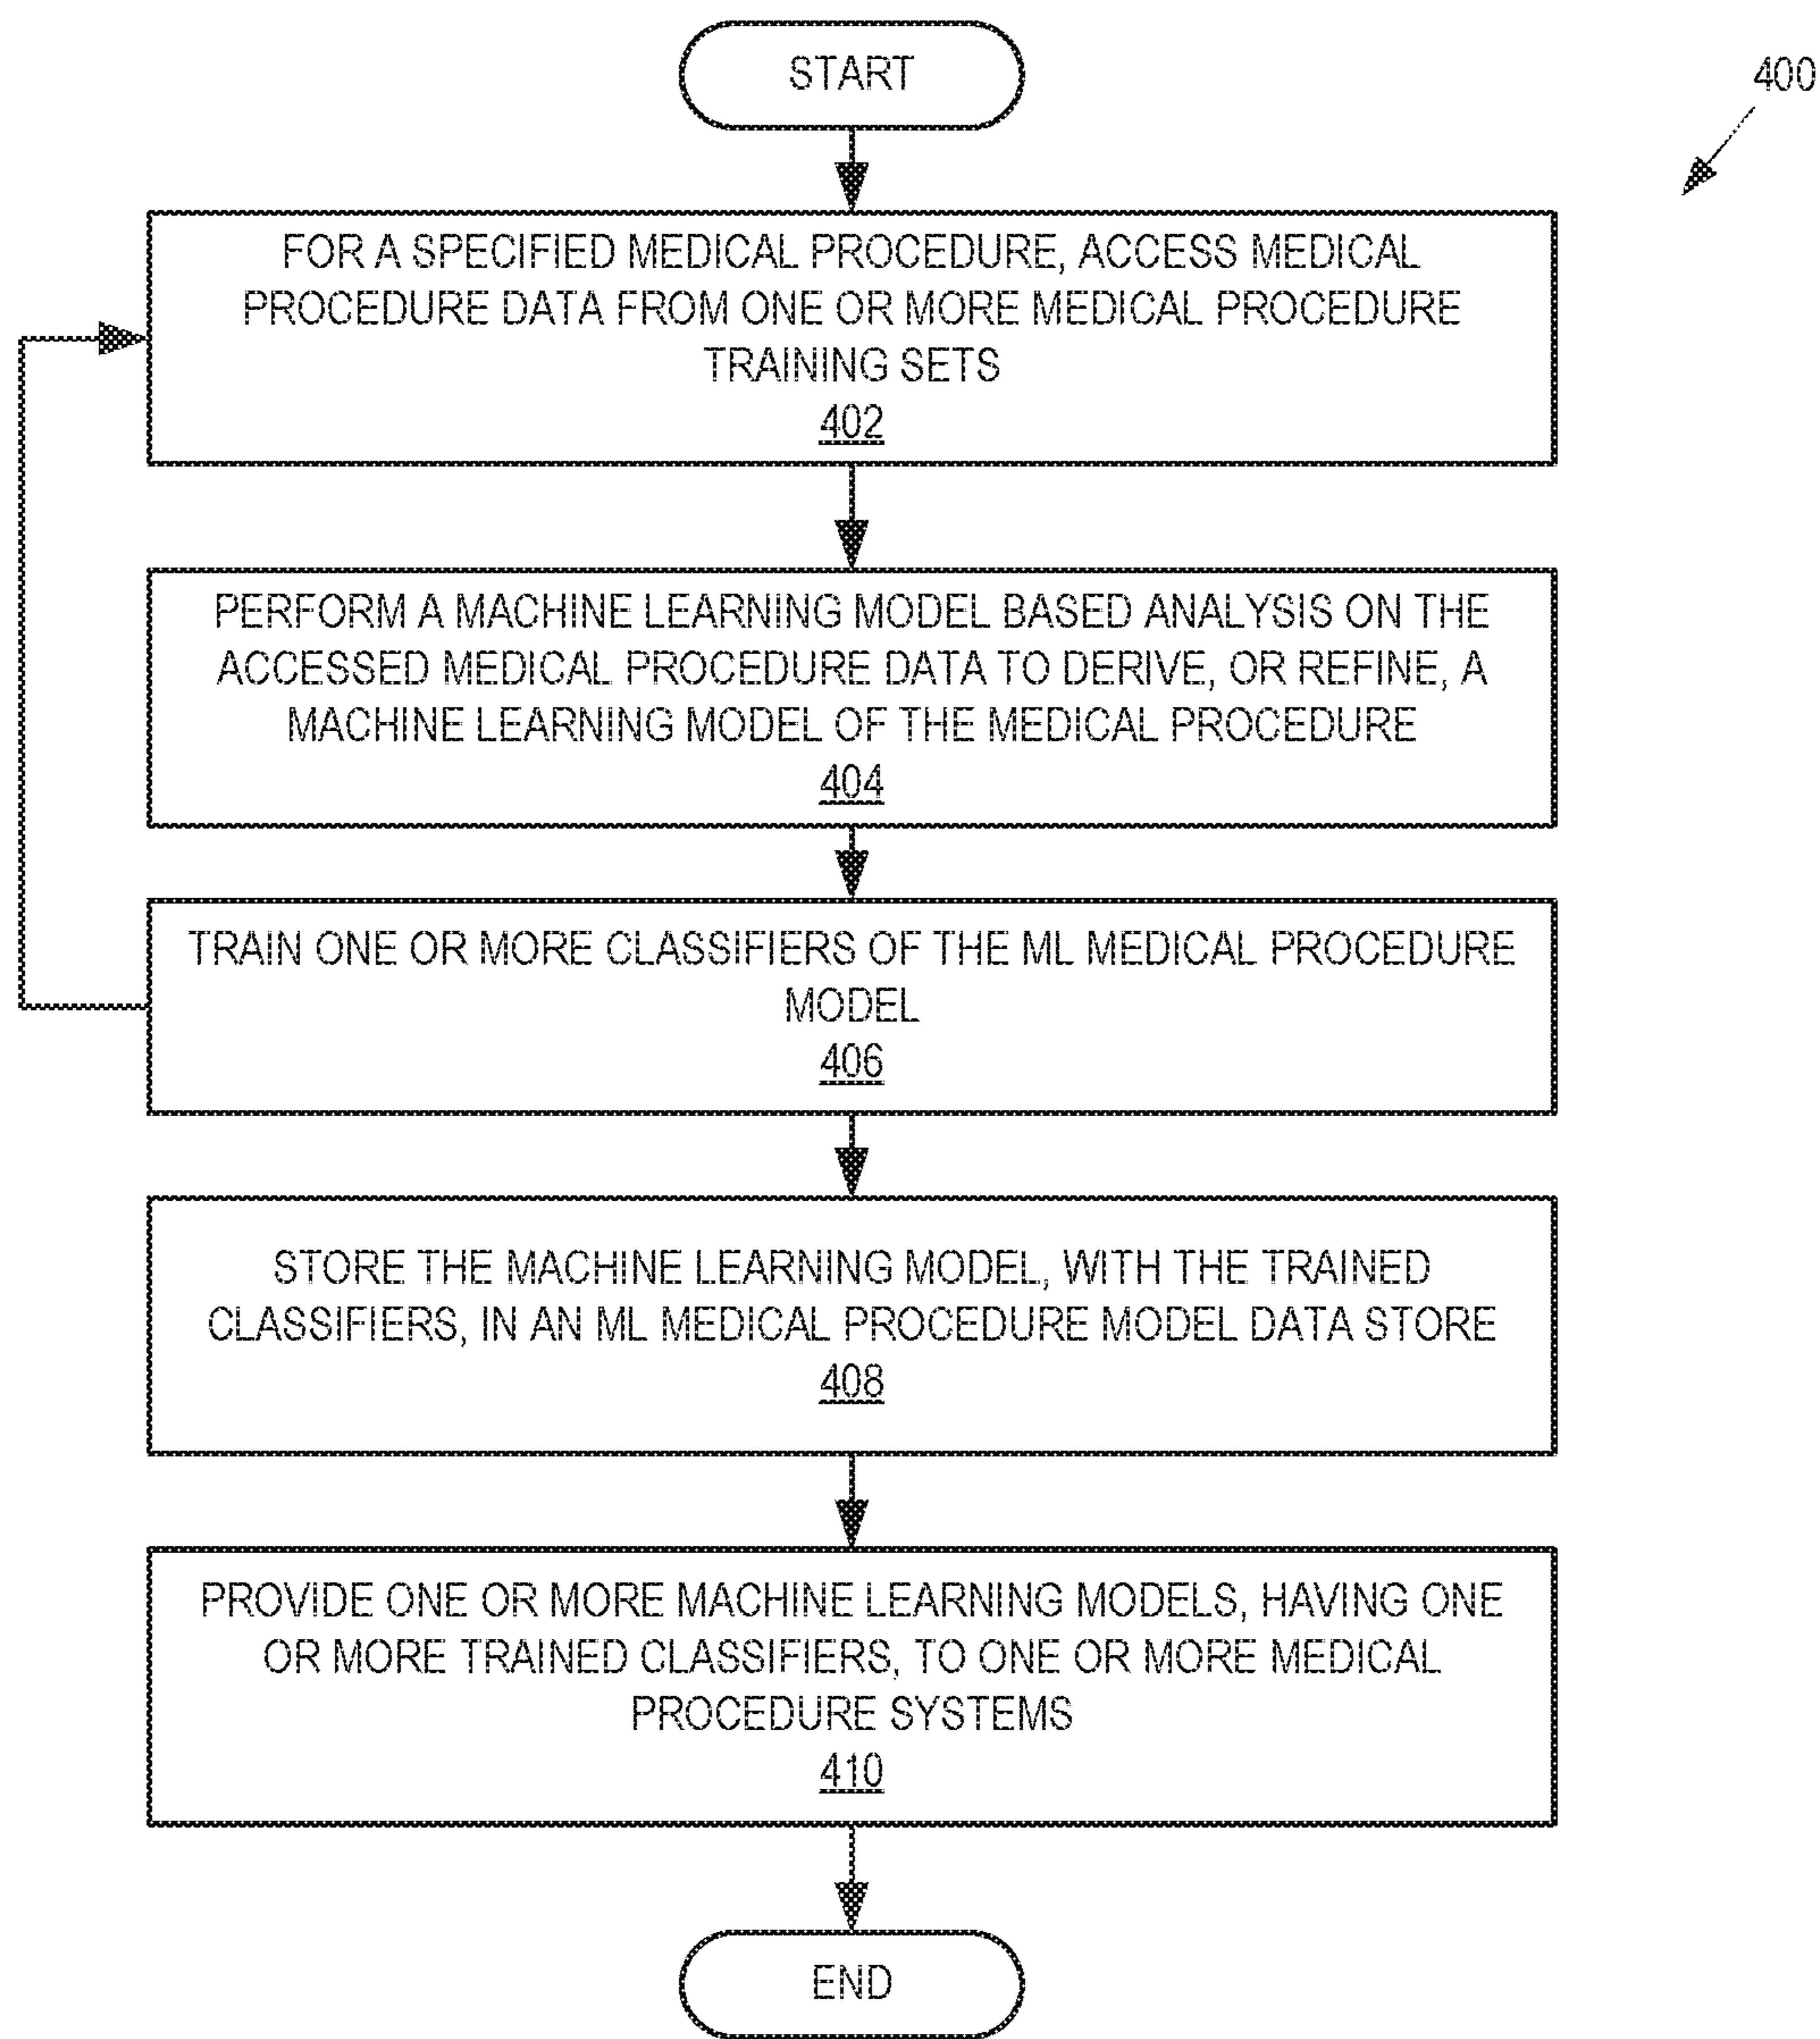 START
400
FOR A SPECIFIED MEDICAL PROCEDURE, ACCESS MEDICAL
PROCEDURE DATA FROM ONE OR MORE MEDICAL PROCEDURE
TRAINING SETS
402
PERFORM A MACHINE LEARNING MODEL BASED ANALYSIS ON THE
ACCESSED MEDICAL PROCEDURE DATA TO DERIVE, OR REFINE, A
MACHINE LEARNING MODEL OF THE MEDICAL PROCEDURE
404
TRAIN ONE OR MORE CLASSIFIERS OF THE ML MEDICAL PROCEDURE
MODEL
406
STORE THE MACHINE LEARNING MODEL, WITH THE TRAINED
CLASSIFIERS, IN AN ML MEDICAL PROCEDURE MODEL DATA STORE
408
PROVIDE ONE OR MORE MACHINE LEARNING MODELS, HAVING ONE
OR MORE TRAINED CLASSIFIERS, TO ONE OR MORE MEDICAL
PROCEDURE SYSTEMS
410
END